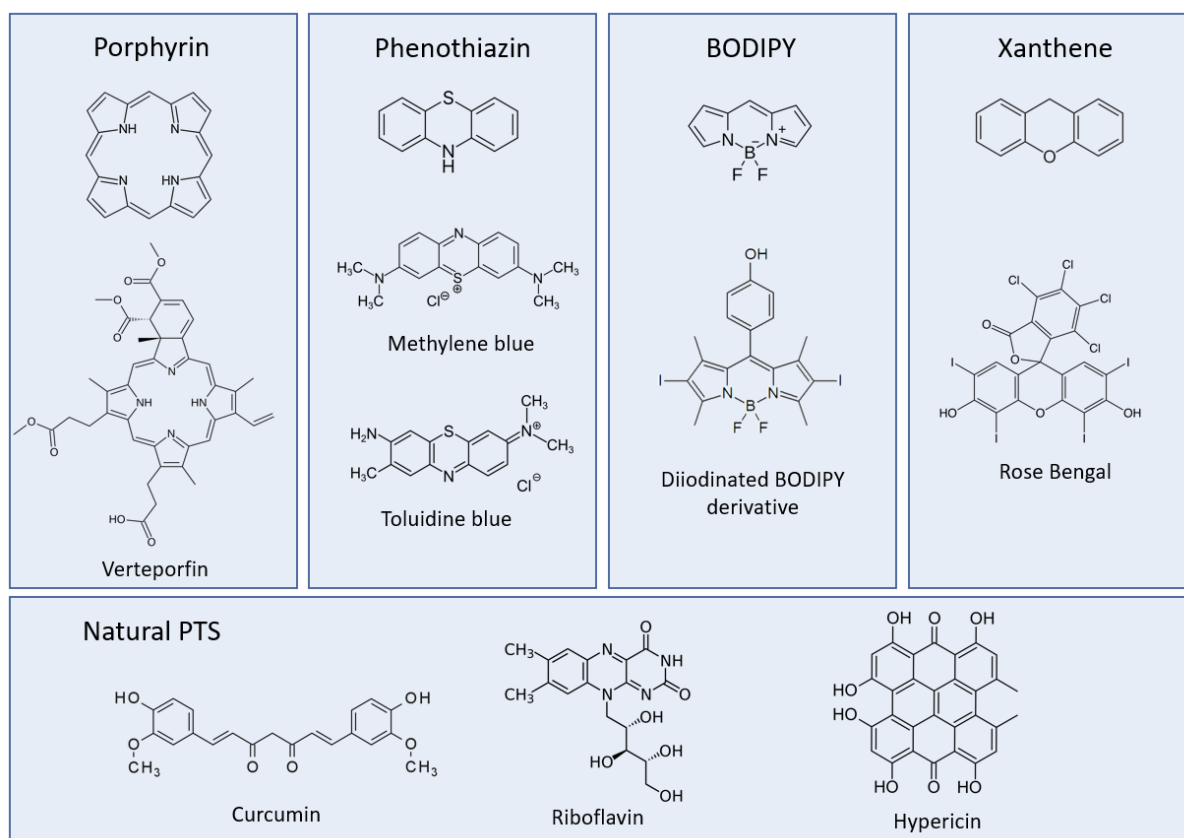 Porphyrin
NH
N
N
HN
O
O
O
O
N
NH
HN
N
O
O
HO
O
Verteporfin
Phenothiazin
S
N
H
N
H₃C
N
CH₃
S
⊕
N
CH₃
CH₃
Cl⊖
Methylene blue
H₂N
S
CH₃
N⊕
CH₃
H₃C
N
Cl⊖
Toluidine blue
BODIPY
N
N
+
B
−
F
F
OH
I
I
N
N
B
F
F
Diiodinated BODIPY
derivative
Xanthene
O
Cl
Cl
Cl
Cl
O
O
I
I
HO
O
OH
I
I
Rose Bengal
Natural PTS
HO
O
CH₃
O
O
OH
O
CH₃
Curcumin
CH₃
CH₃
N
O
NH
N
N
O
OH
HO
OH
OH
Riboflavin
OH
O
OH
HO
HO
HO
O
HO
Hypericin